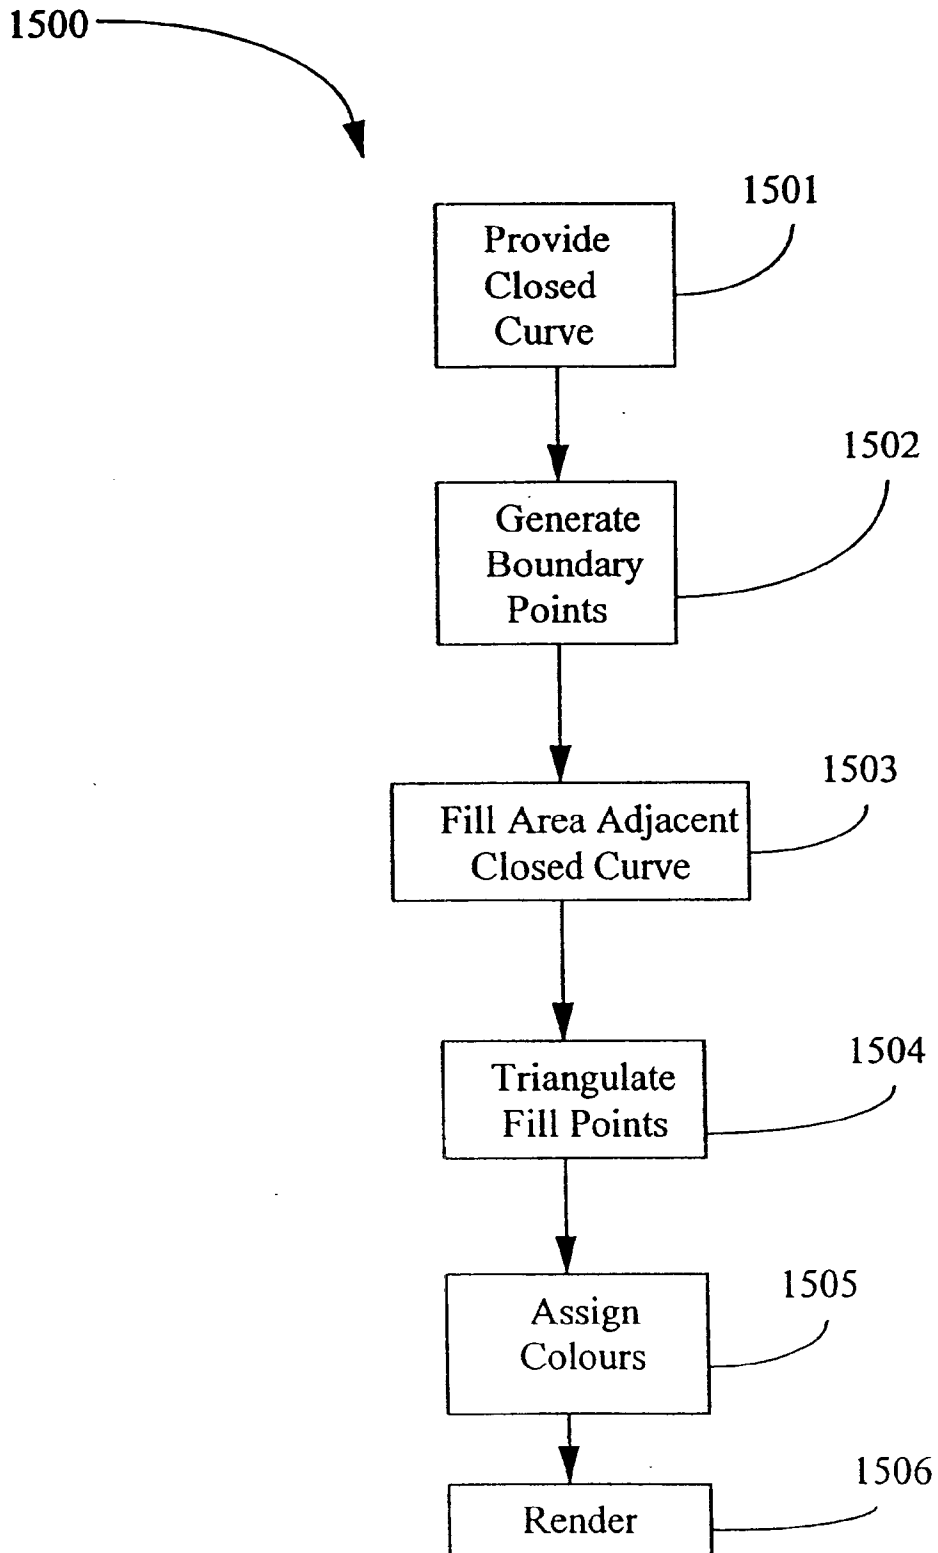 1500
1501
Provide
Closed
Curve
1502
Generate
Boundary
Points
1503
Fill Area Adjacent
Closed Curve
1504
Triangulate
Fill Points
1505
Assign
Colours
1506
Render